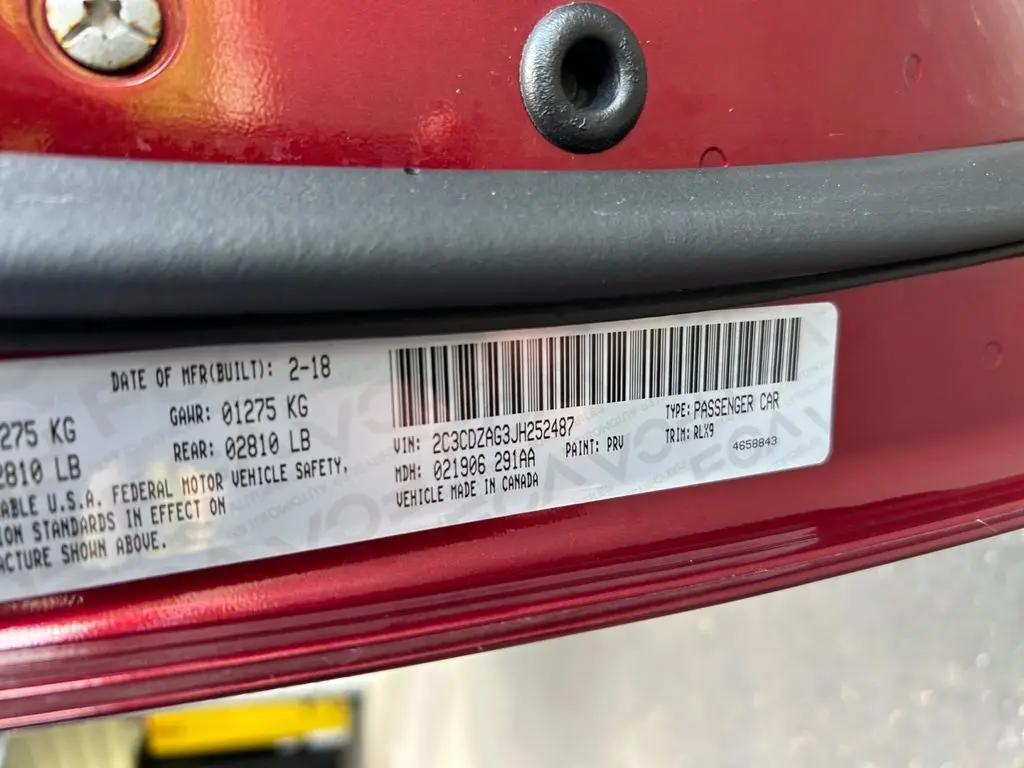 DATE OF MFR(BUILT): 2-18
275 KG GAWR: 01275 KG
2810 LB REAR: 02810 LB
ABLE U.S.A. FEDERAL MOTOR VEHICLE SAFETY,
ION STANDARDS IN EFFECT ON
ACTURE SHOWN ABOVE.
VIN: 2C3CDZAG3JH252487 TYPE: PASSENGER CAR
MDH: 021906 291AA PAINT: PRV TRIM: RLX9
VEHICLE MADE IN CANADA 4658843